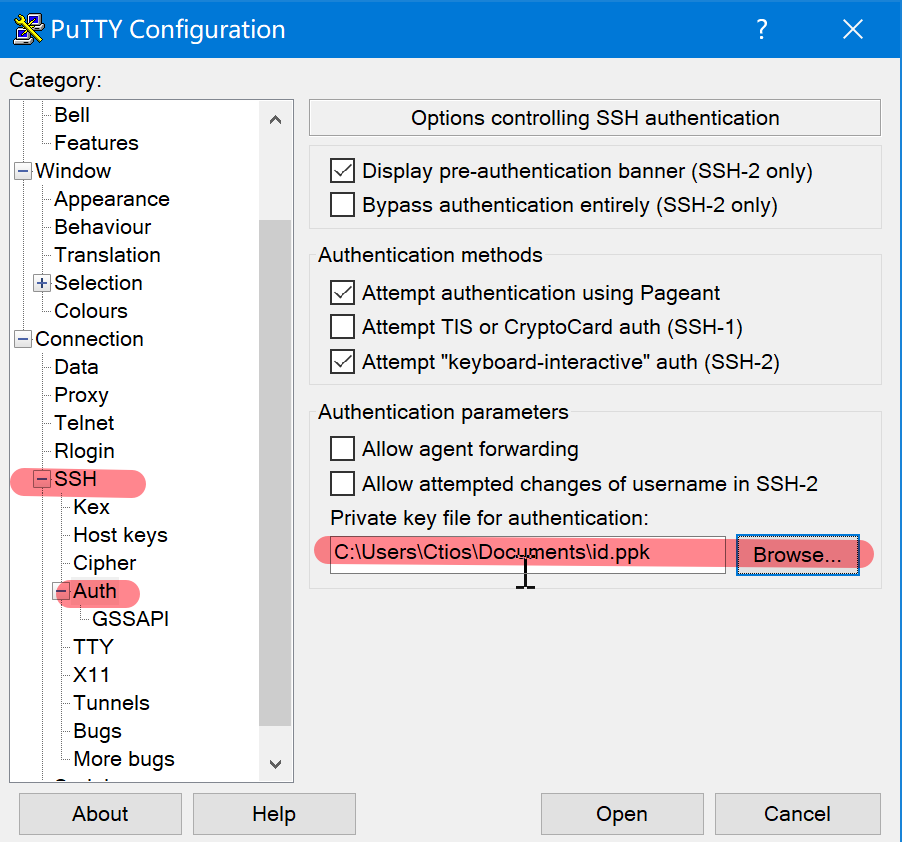 PuTTY Configuration
?
Category:
Bell
Features
Window
Appearance
Behaviour
Translation
Selection
Colours
Connection
Data
Proxy
Telnet
Rlogin
SSH
Kex
Host keys
Cipher
Auth
GSSAPI
TTY
X11
Tunnels
Bugs
More bugs
Options controlling SSH authentication
Display pre-authentication banner (SSH-2 only)
Bypass authentication entirely (SSH-2 only)
Authentication methods
Attempt authentication using Pageant
Attempt TIS or CryptoCard auth (SSH-1)
Attempt "keyboard-interactive" auth (SSH-2)
Authentication parameters
Allow agent forwarding
Allow attempted changes of username in SSH-2
Private key file for authentication:
C:\Users\Ctios\Documents\id.ppk
Browse...
About
Help
Open
Cancel